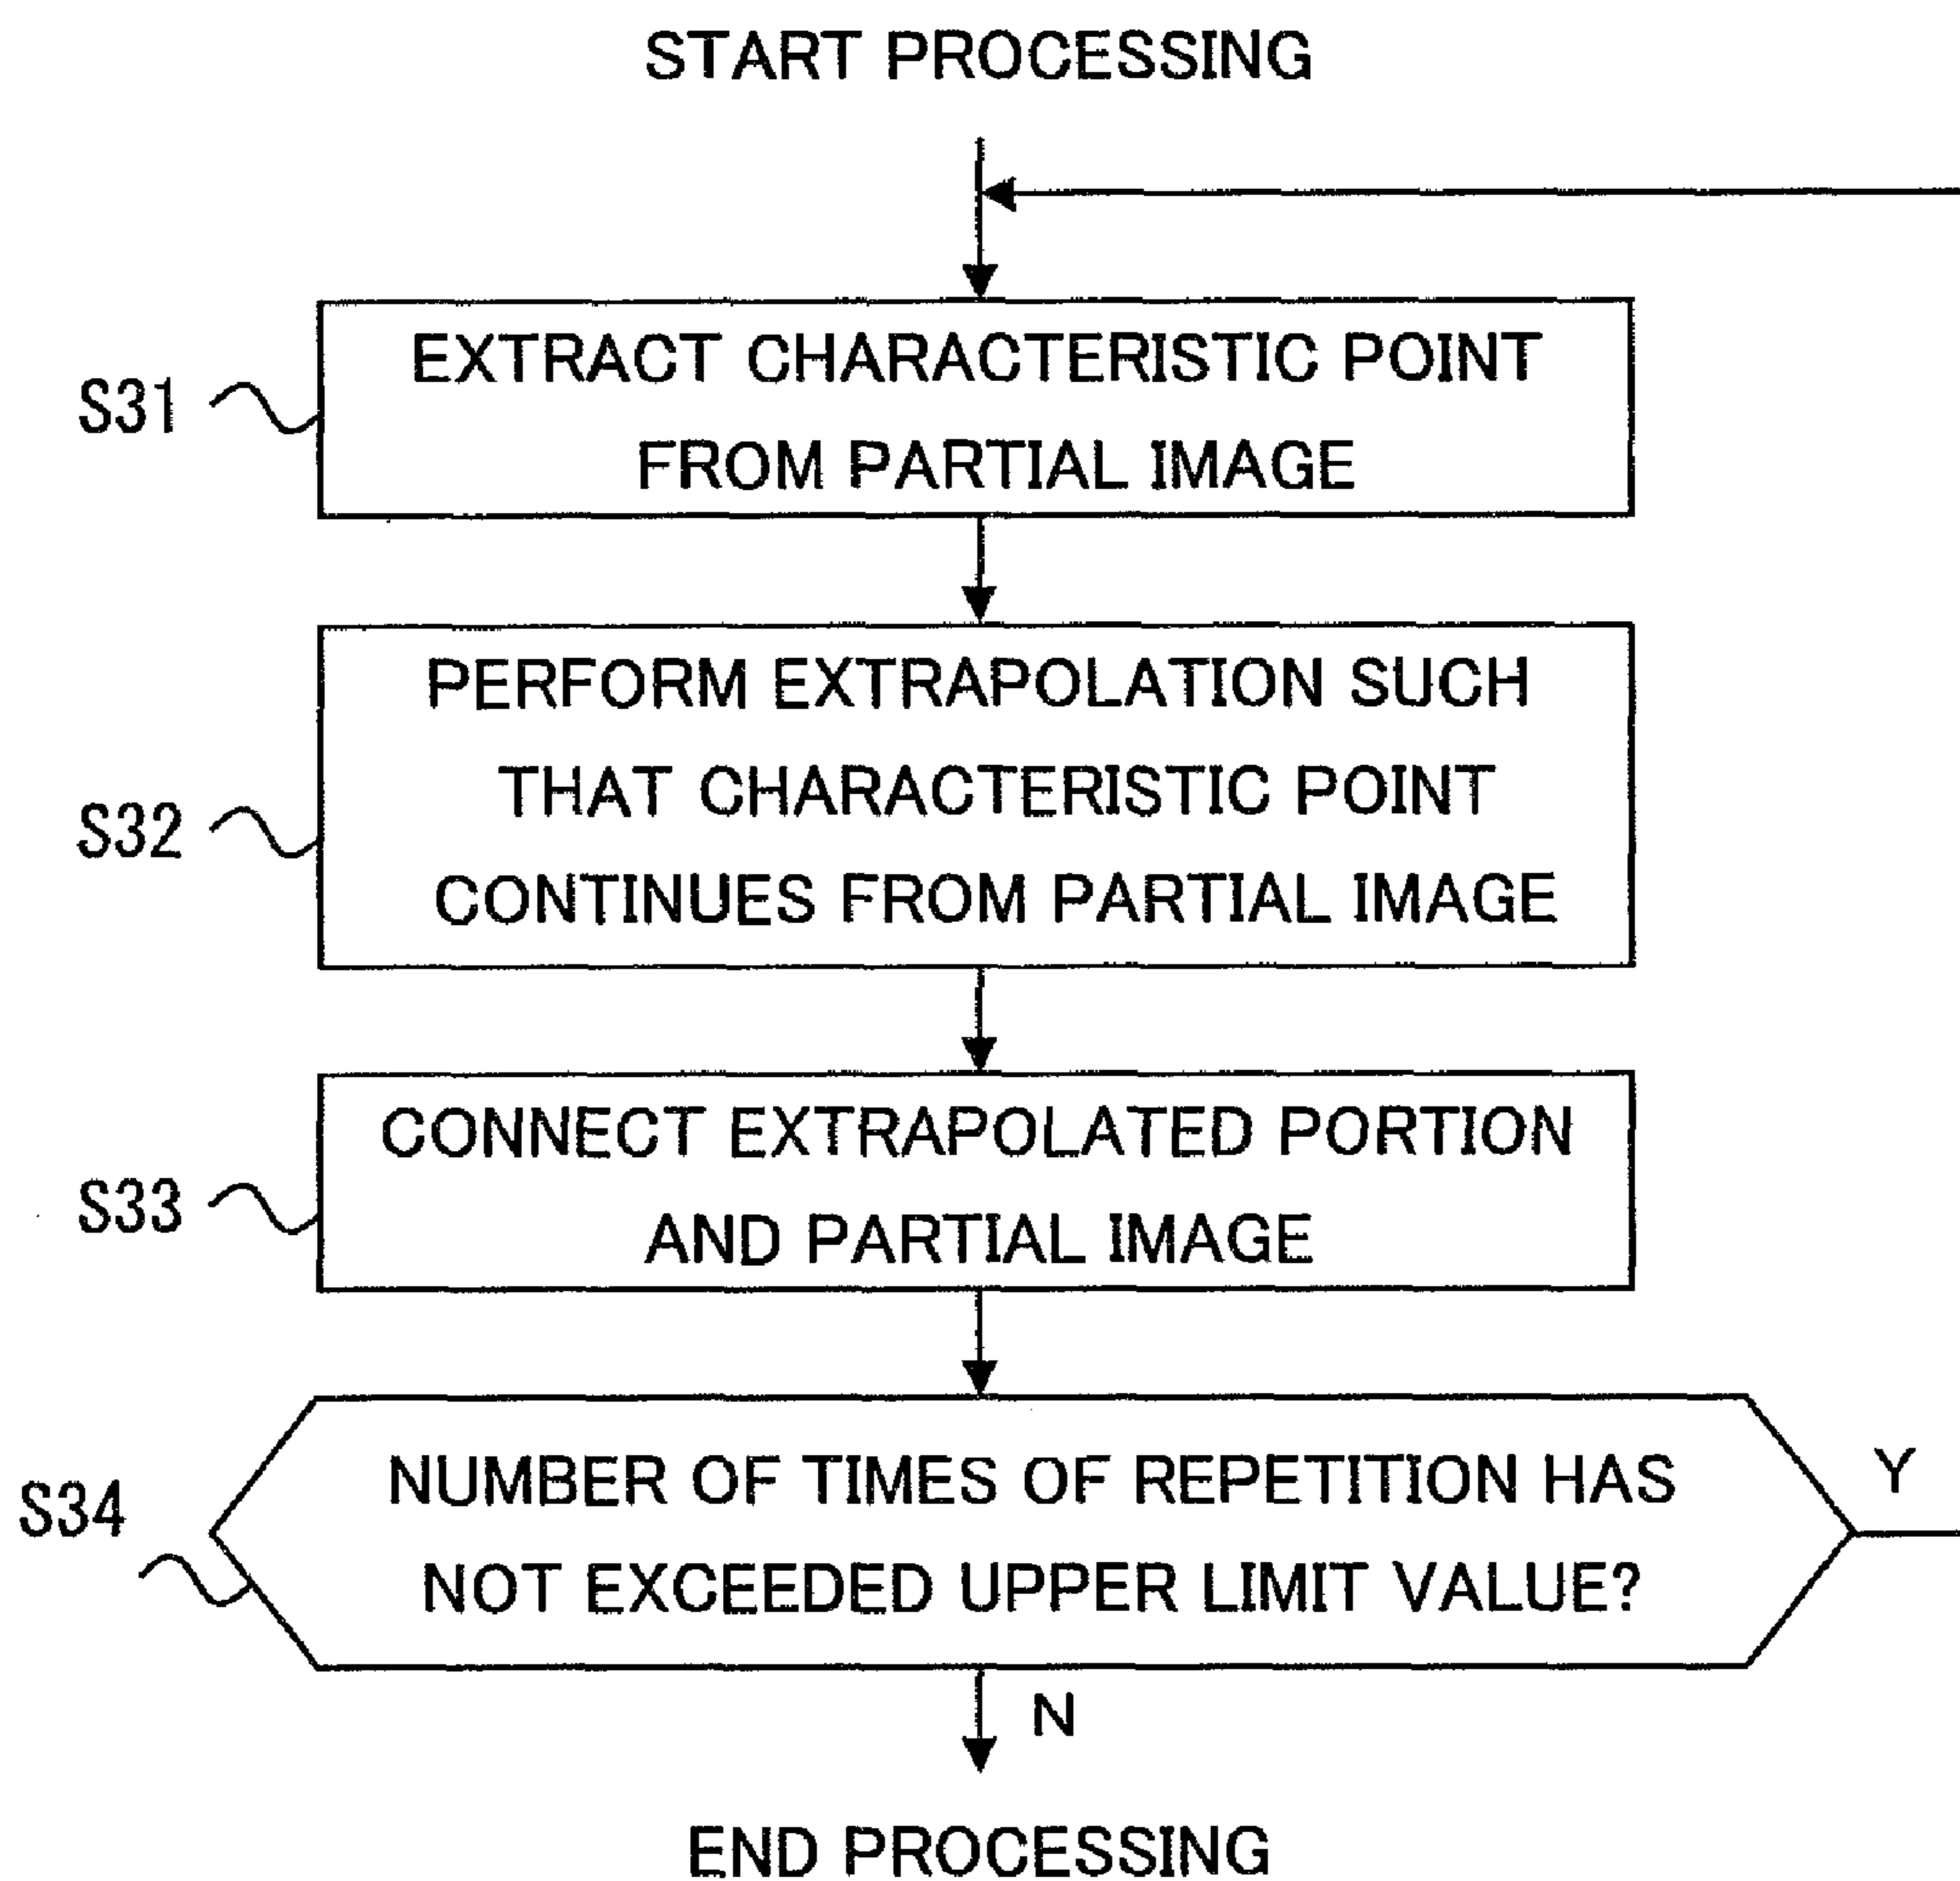 START PROCESSING
EXTRACT CHARACTERISTIC POINT
FROM PARTIAL IMAGE
S31
PERFORM EXTRAPOLATION SUCH
THAT CHARACTERISTIC POINT
CONTINUES FROM PARTIAL IMAGE
S32
CONNECT EXTRAPOLATED PORTION
AND PARTIAL IMAGE
S33
NUMBER OF TIMES OF REPETITION HAS
NOT EXCEEDED UPPER LIMIT VALUE?
S34
Y
N
END PROCESSING